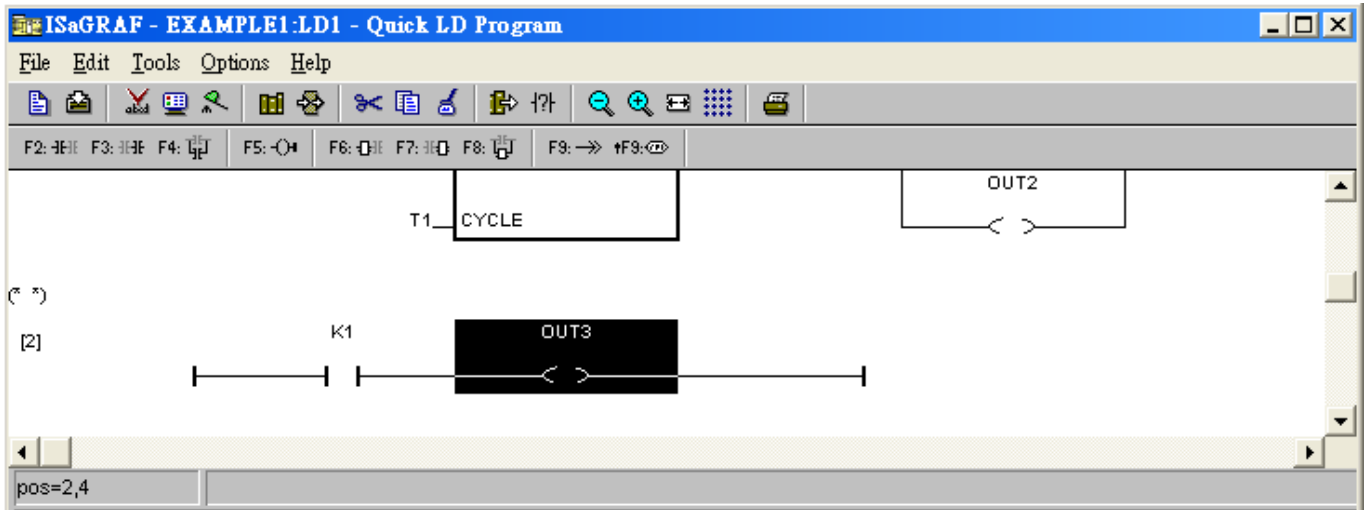 ISaGRAF - EXAMPLE1:LD1 - Quick LD Program
File Edit Tools Options Help
abcd
?
F2: F3: F4: F5: F6: F7: F8: F9: F9:
OUT2
T1 CYCLE
(* *)
K1 OUT3
[2]
pos=2,4